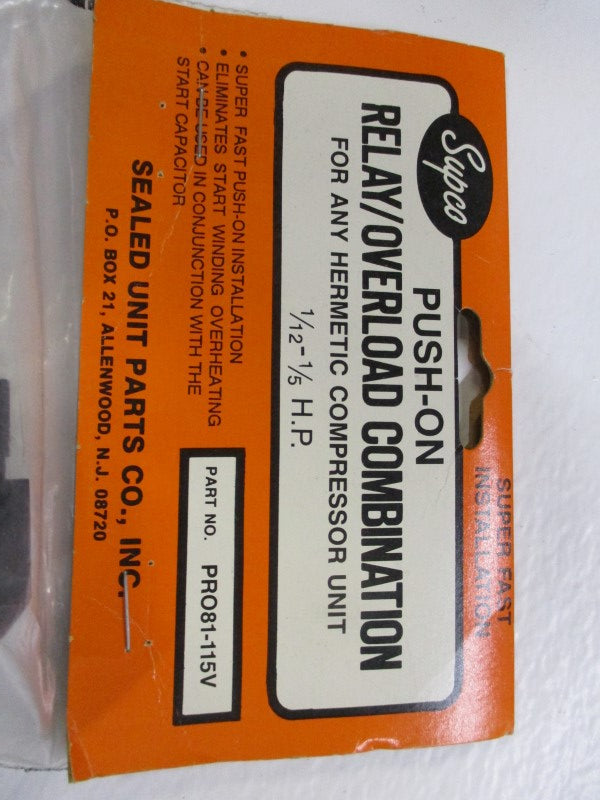 SUPER FAST
INSTALLATION
Supco
PUSH-ON
RELAY/OVERLOAD COMBINATION
FOR ANY HERMETIC COMPRESSOR UNIT
1/12 - 1/5 H.P.
• SUPER FAST PUSH-ON INSTALLATION
• ELIMINATES START WINDING OVERHEATING
• CAN BE USED IN CONJUNCTION WITH THE
START CAPACITOR
PART NO. PRO81-115V
SEALED UNIT PARTS CO., INC.
P.O. BOX 21, ALLENWOOD, N.J. 08720